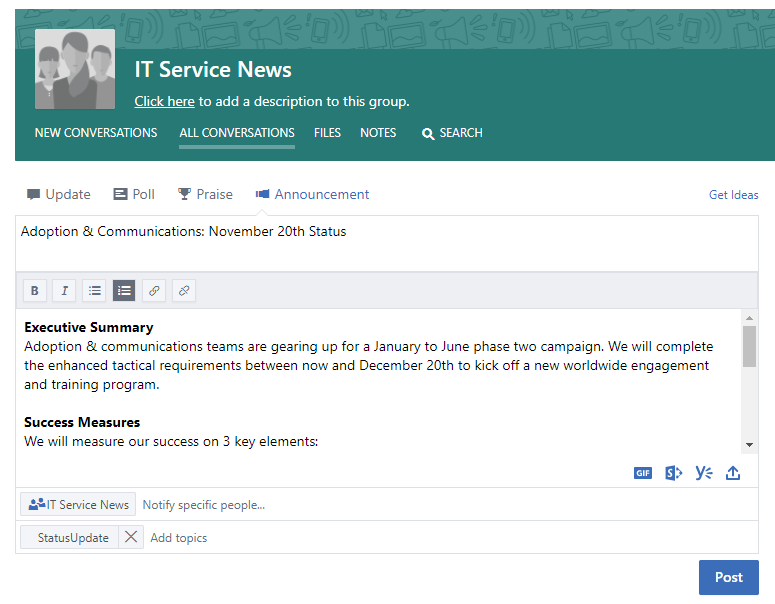 IT Service News
Click here to add a description to this group.
NEW CONVERSATIONS ALL CONVERSATIONS FILES NOTES SEARCH
Update Poll Praise Announcement Get Ideas
Adoption & Communications: November 20th Status
B I
Executive Summary
Adoption & communications teams are gearing up for a January to June phase two campaign. We will complete
the enhanced tactical requirements between now and December 20th to kick off a new worldwide engagement
and training program.
Success Measures
We will measure our success on 3 key elements:
GIF S
IT Service News Notify specific people...
StatusUpdate Add topics
Post